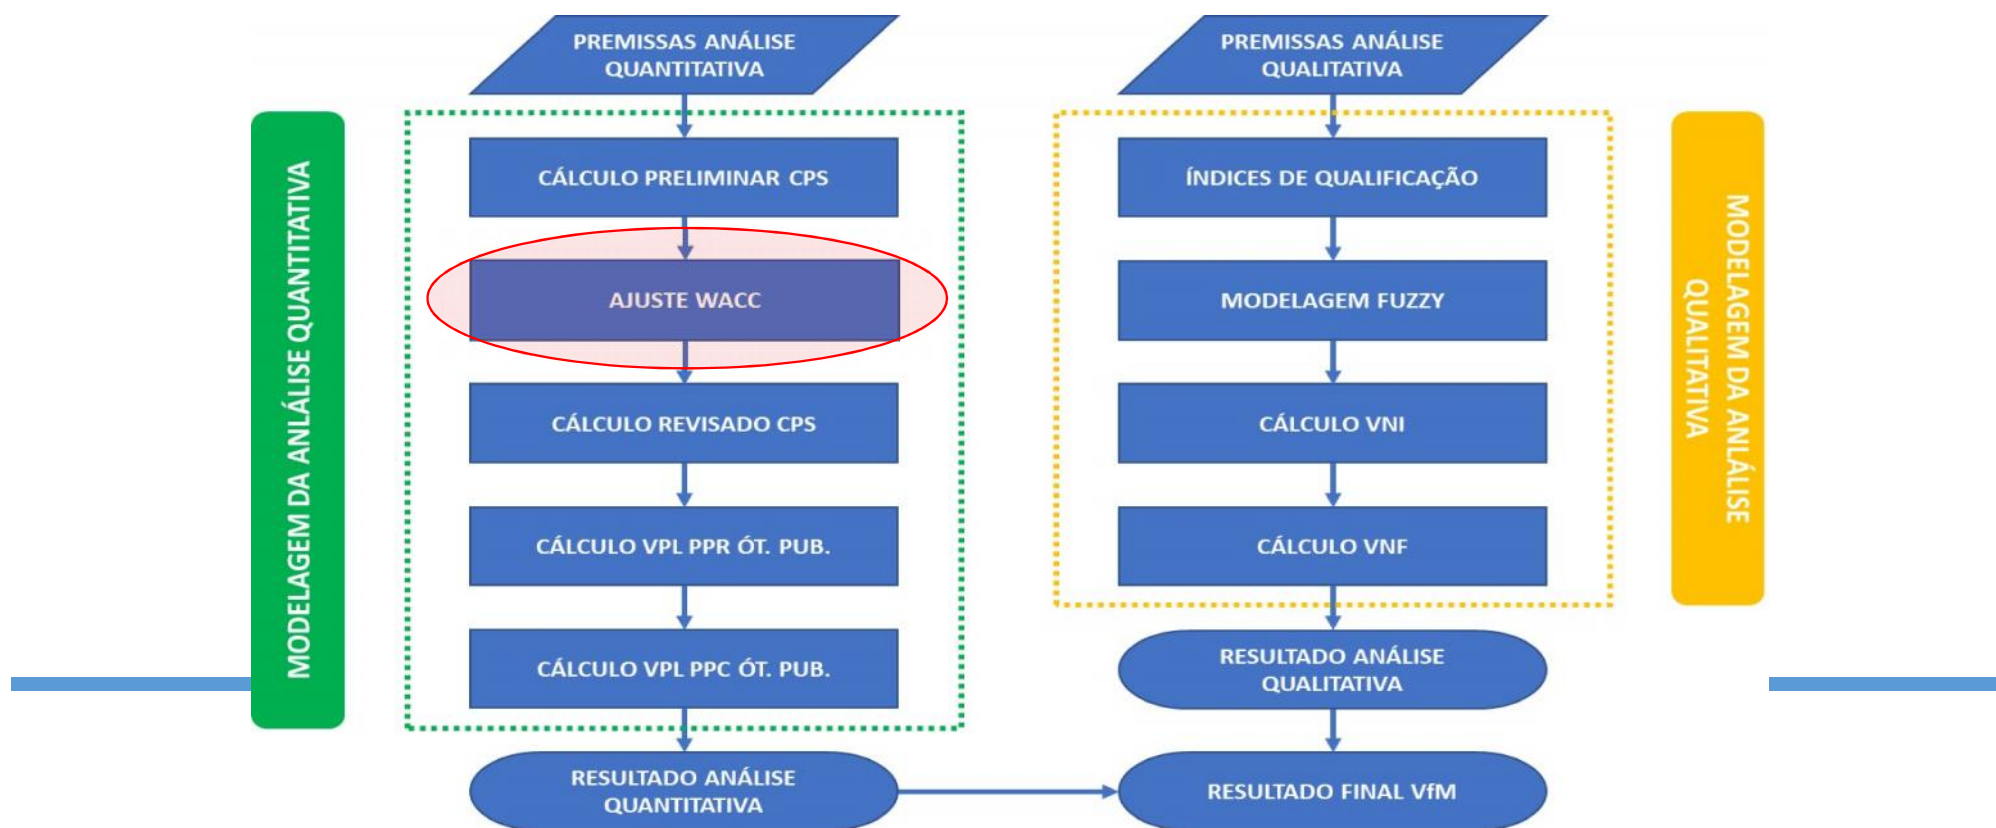 PREMISSAS ANÁLISE
QUANTITATIVA
MODELAGEM DA ANLÁLISE QUANTITATIVA
CÁLCULO PRELIMINAR CPS
AJUSTE WACC
CÁLCULO REVISADO CPS
CÁLCULO VPL PPR ÓT. PUB.
CÁLCULO VPL PPC ÓT. PUB.
RESULTADO ANÁLISE
QUANTITATIVA
PREMISSAS ANÁLISE
QUALITATIVA
ÍNDICES DE QUALIFICAÇÃO
MODELAGEM FUZZY
CÁLCULO VNI
CÁLCULO VNF
RESULTADO ANÁLISE
QUALITATIVA
RESULTADO FINAL VfM
MODELAGEM DA ANLÁLISE
QUALITATIVA